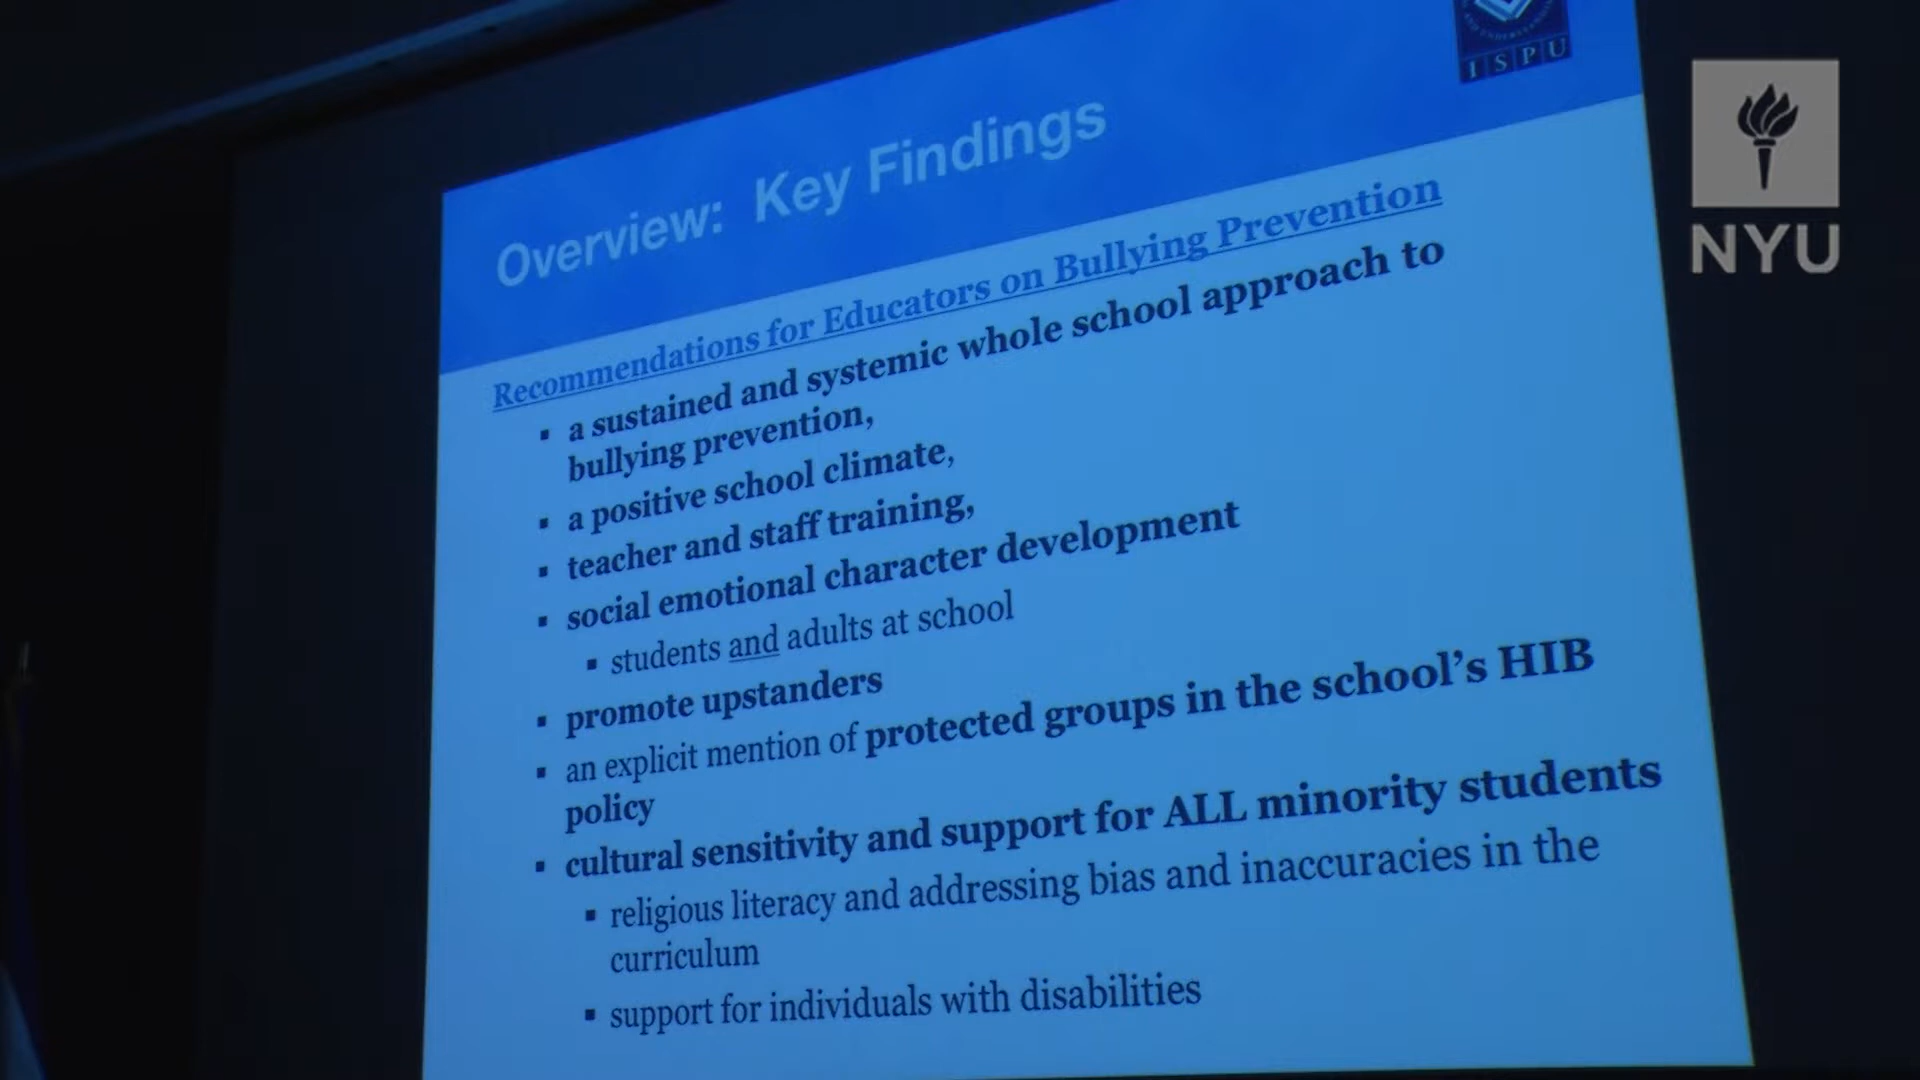 ISPU
NYU
Overview: Key Findings
Recommendations for Educators on Bullying Prevention
▪ a sustained and systemic whole school approach to
bullying prevention,
▪ a positive school climate,
▪ teacher and staff training,
▪ social emotional character development
▪ students and adults at school
▪ promote upstanders
▪ an explicit mention of protected groups in the school's HIB
policy
▪ cultural sensitivity and support for ALL minority students
▪ religious literacy and addressing bias and inaccuracies in the
curriculum
▪ support for individuals with disabilities